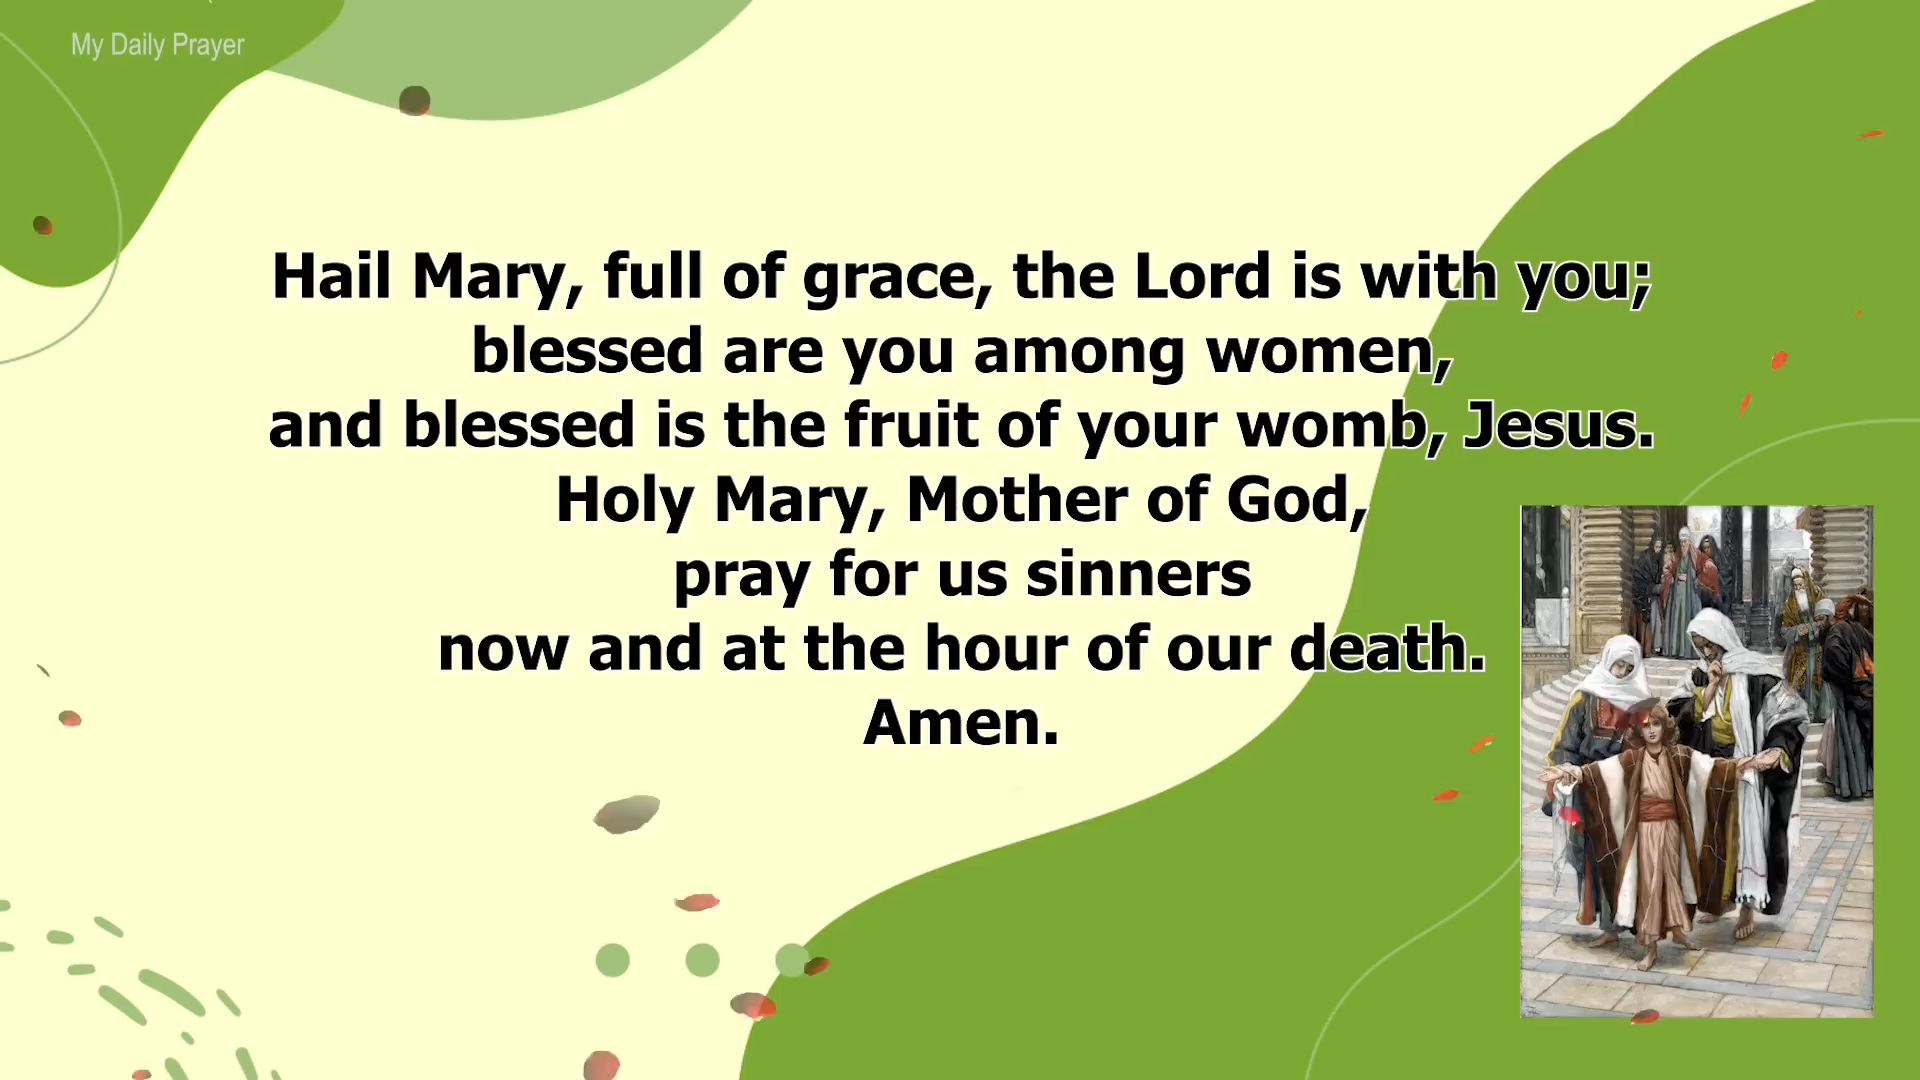 My Daily Prayer
Hail Mary, full of grace, the Lord is with you;
blessed are you among women,
and blessed is the fruit of your womb, Jesus.
Holy Mary, Mother of God,
pray for us sinners
now and at the hour of our death.
Amen.